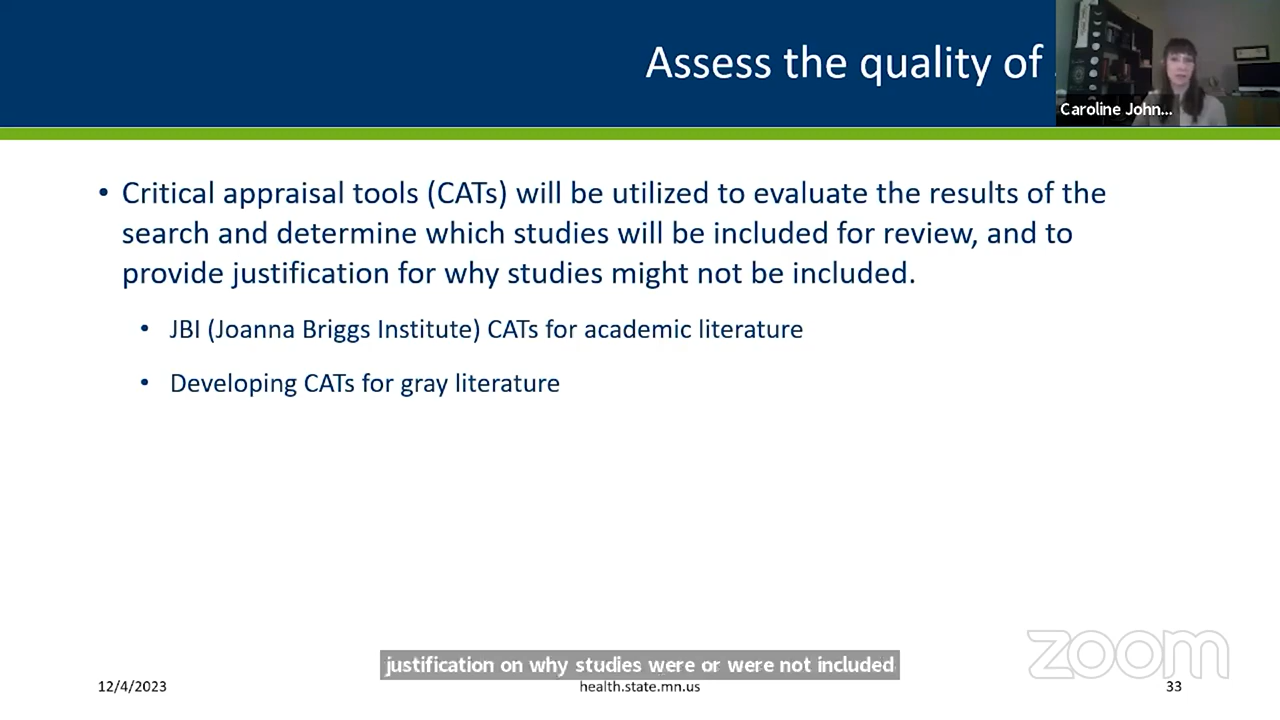 Assess the quality of
Caroline John...
• Critical appraisal tools (CATs) will be utilized to evaluate the results of the
search and determine which studies will be included for review, and to
provide justification for why studies might not be included.
• JBI (Joanna Briggs Institute) CATs for academic literature
• Developing CATs for gray literature
zoom
justification on why studies were or were not included
12/4/2023
health.state.mn.us
33